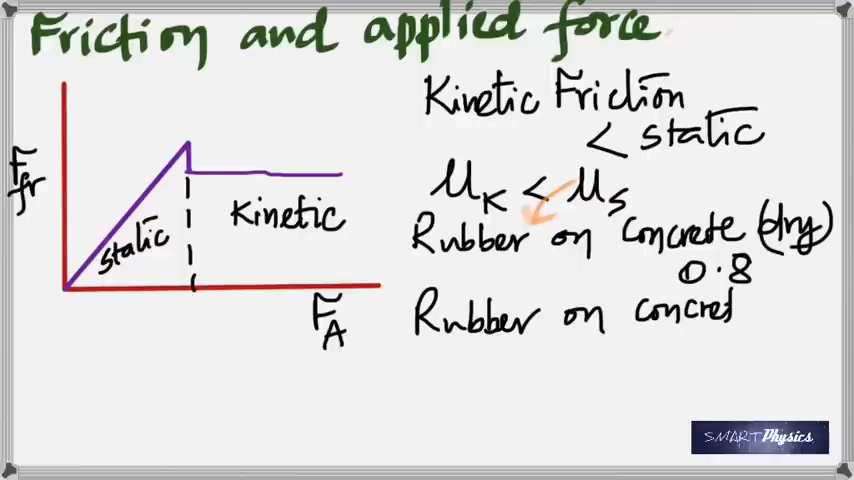 Friction and applied force
Kinetic Friction
< static
μK < μs
Rubber on concrete (dry)
0.8
Rubber on concret
Ffr
static
Kinetic
FA
SMART Physics